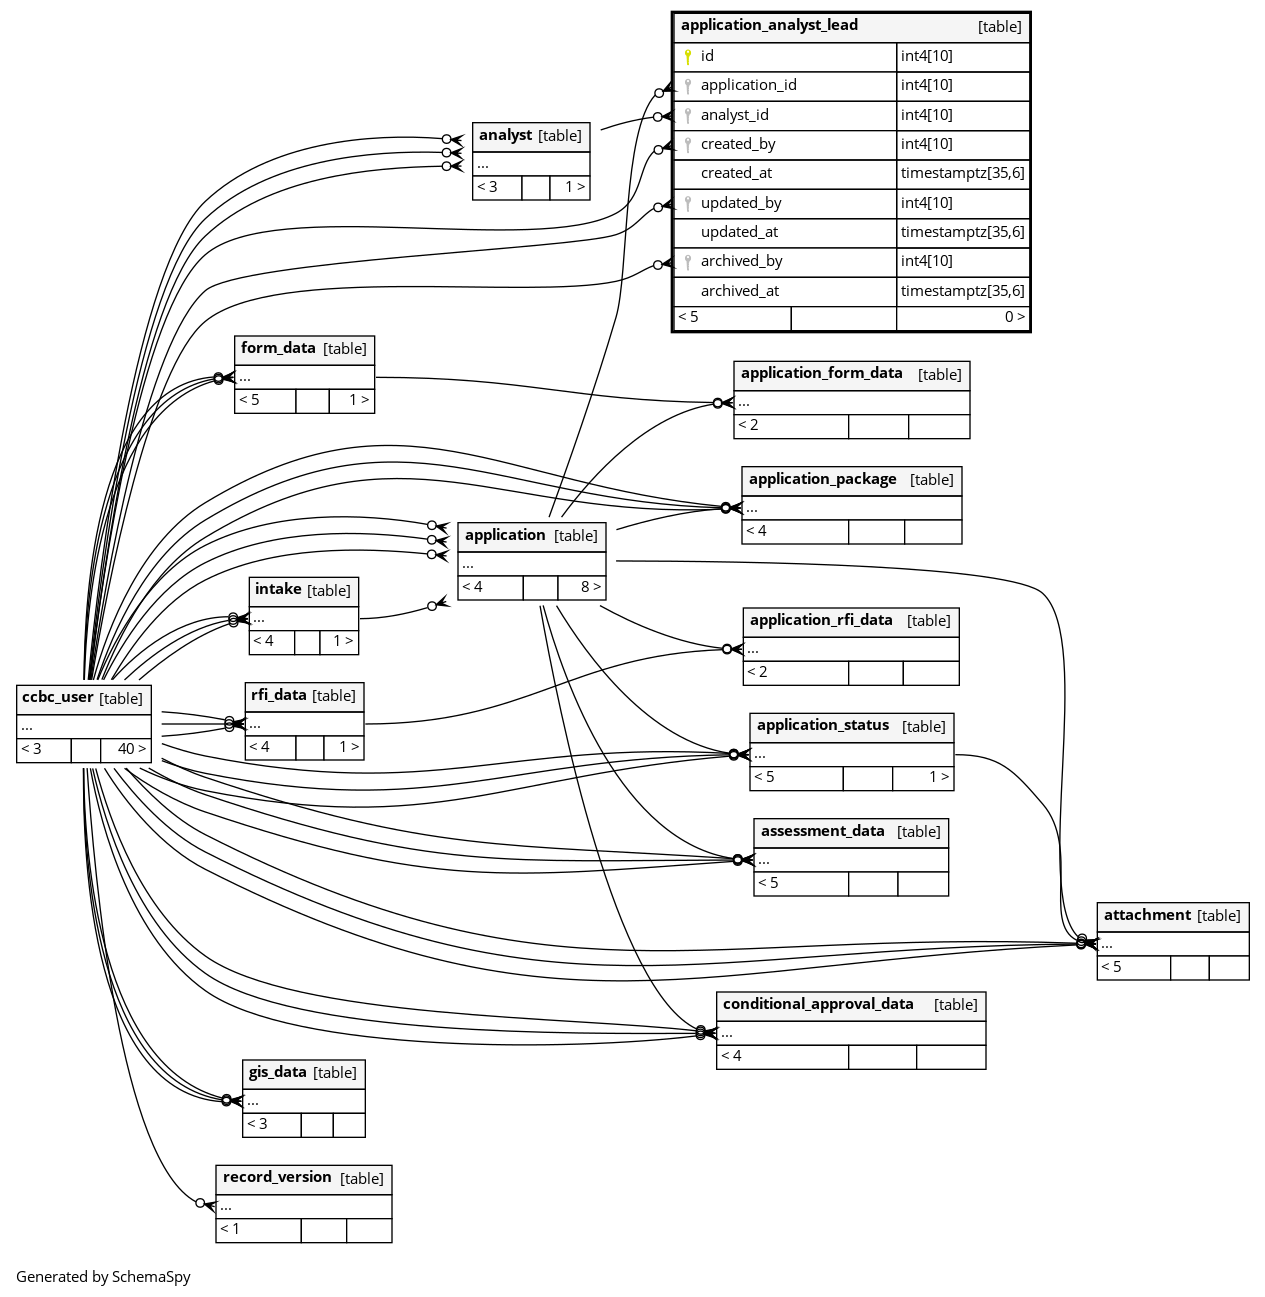 application_analyst_lead [table]
id int4[10]
application_id int4[10]
analyst_id int4[10]
created_by int4[10]
created_at timestamptz[35,6]
updated_by int4[10]
updated_at timestamptz[35,6]
archived_by int4[10]
archived_at timestamptz[35,6]
< 5 0 >
analyst [table]
...
< 3 1 >
form_data [table]
...
< 5 1 >
application_form_data [table]
...
< 2
application_package [table]
...
< 4
application [table]
...
< 4 8 >
intake [table]
...
< 4 1 >
application_rfi_data [table]
...
< 2
ccbc_user [table]
...
< 3 40 >
rfi_data [table]
...
< 4 1 >
application_status [table]
...
< 5 1 >
assessment_data [table]
...
< 5
attachment [table]
...
< 5
conditional_approval_data [table]
...
< 4
gis_data [table]
...
< 3
record_version [table]
...
< 1
Generated by SchemaSpy